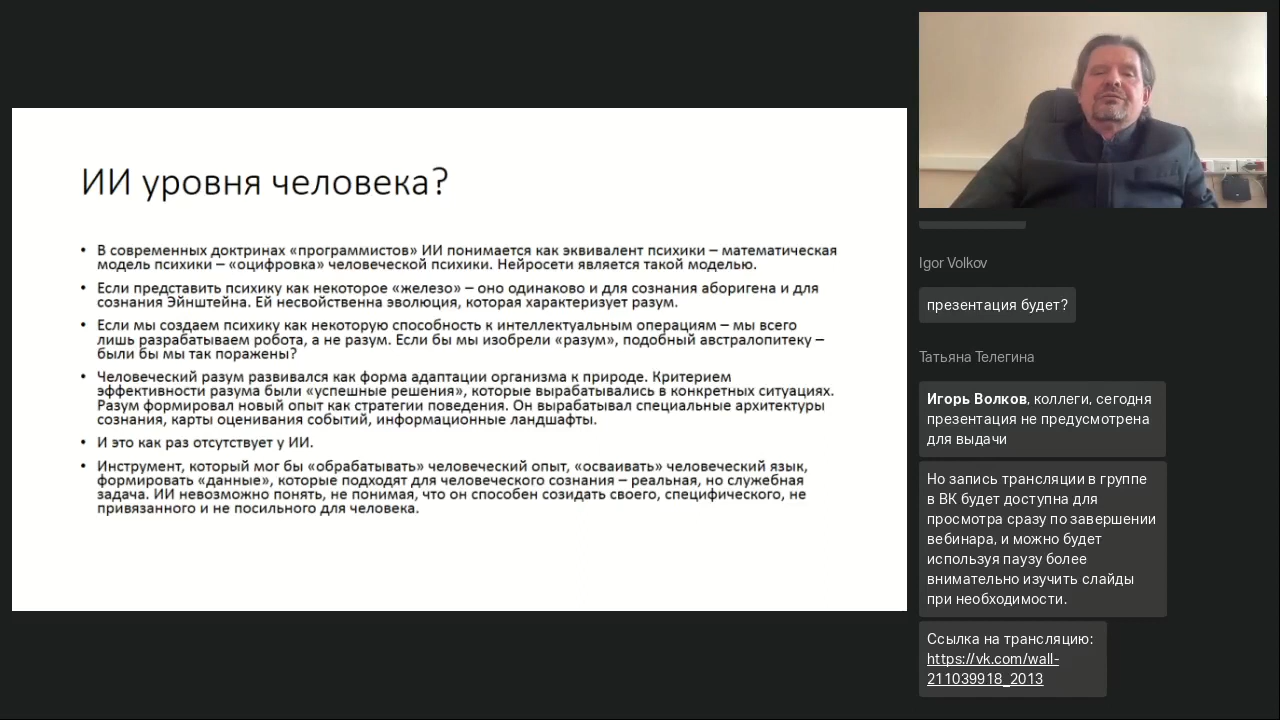 ИИ уровня человека?
• В современных доктринах «программистов» ИИ понимается как эквивалент психики – математическая
модель психики – «оцифровка» человеческой психики. Нейросети является такой моделью.
• Если представить психику как некоторое «железо» – оно одинаково и для сознания аборигена и для
сознания Эйнштейна. Ей несвойственна эволюция, которая характеризует разум.
• Если мы создаем психику как некоторую способность к интеллектуальным операциям – мы всего
лишь разрабатываем робота, а не разум. Если бы мы изобрели «разум», подобный австралопитеку –
были бы мы так поражены?
• Человеческий разум развивался как форма адаптации организма к природе. Критерием
эффективности разума были «успешные решения», которые вырабатывались в конкретных ситуациях.
Разум формировал новый опыт как стратегии поведения. Он вырабатывал специальные архитектуры
сознания, карты оценивания событий, информационные ландшафты.
• И это как раз отсутствует у ИИ.
• Инструмент, который мог бы «обрабатывать» человеческий опыт, «осваивать» человеческий язык,
формировать «данные», которые подходят для человеческого сознания – реальная, но служебная
задача. ИИ невозможно понять, не понимая, что он способен созидать своего, специфического, не
привязанного и не посильного для человека.
Igor Volkov
презентация будет?
Татьяна Телегина
Игорь Волков, коллеги, сегодня
презентация не предусмотрена
для выдачи
Но запись трансляции в группе
в ВК будет доступна для
просмотра сразу по завершении
вебинара, и можно будет
используя паузу более
внимательно изучить слайды
при необходимости.
Ссылка на трансляцию:
https://vk.com/wall-
211039918_2013